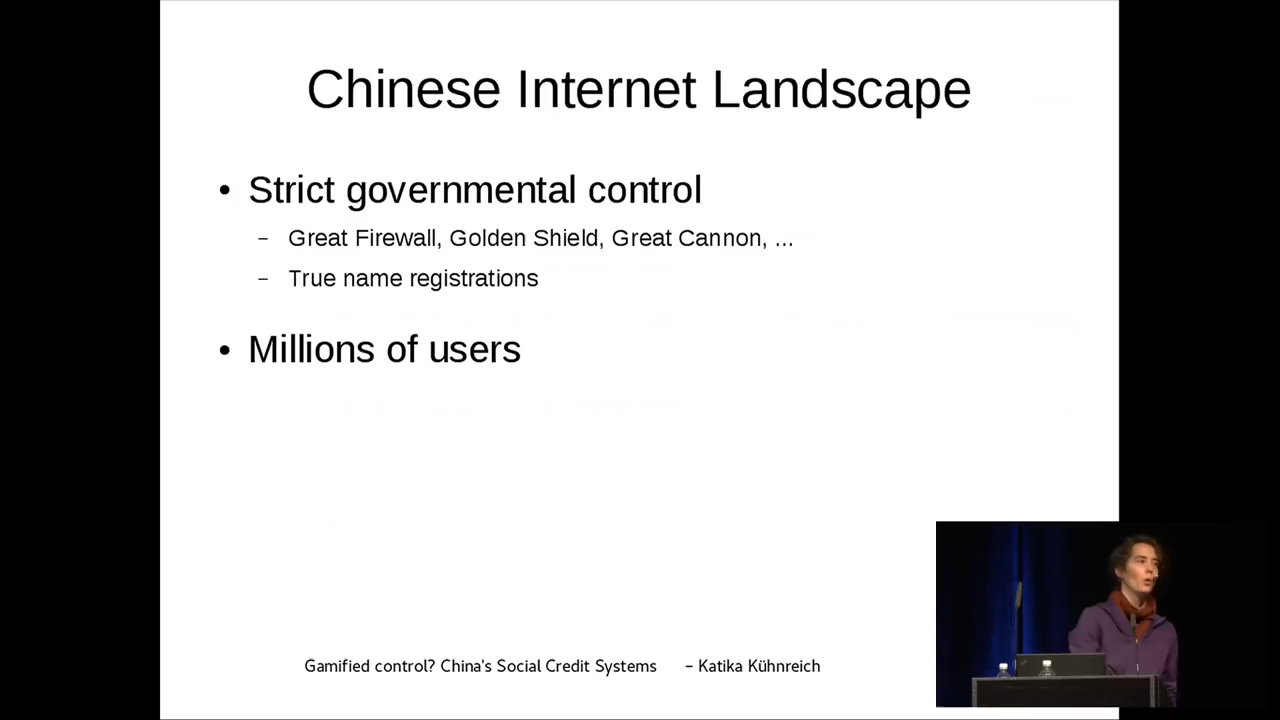 Chinese Internet Landscape
• Strict governmental control
– Great Firewall, Golden Shield, Great Cannon, ...
– True name registrations
• Millions of users
Gamified control? China's Social Credit Systems – Katika Kühnreich